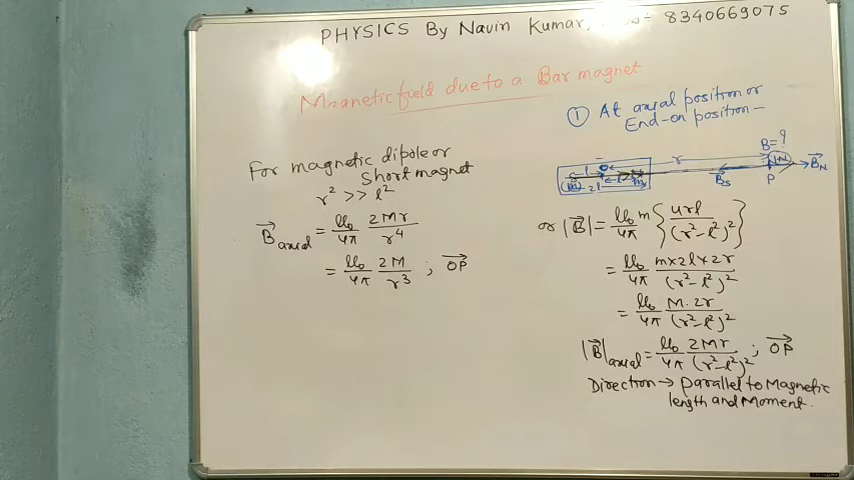 PHYSICS By Navin Kumar, 8340669075
Magnetic field due to a Bar magnet
① At axial position or
End-on position -
For magnetic dipole or
Short magnet
r² >> l²
B⃗axial = μ₀/4π 2Mr/r⁴
= μ₀/4π 2M/r³ ; OP⃗
B = ?
r
S
2l
P
B⃗S
B⃗N
or |B⃗| = μ₀/4π m {4rl/(r²-l²)²}
= μ₀/4π m×2l×2r/(r²-l²)²
= μ₀/4π M.2r/(r²-l²)²
|B⃗|axial = μ₀/4π 2Mr/(r²-l²)² ; OP⃗
Direction → Parallel to Magnetic
length and Moment.